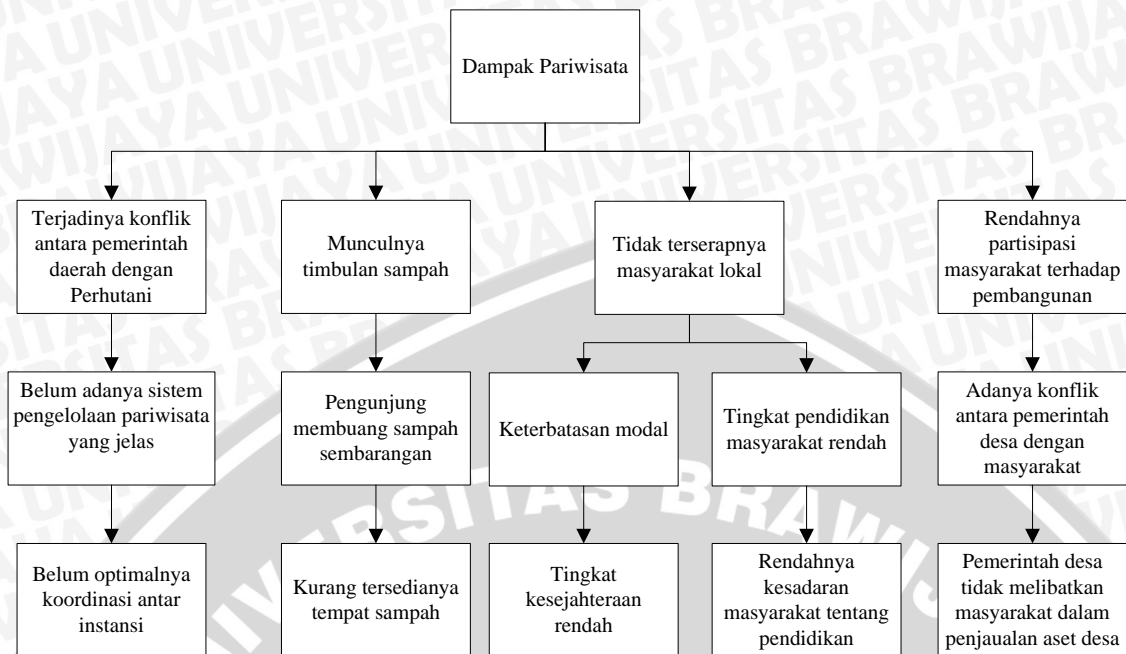 Dampak Pariwisata
Terjadinya konflik
antara pemerintah
daerah dengan
Perhutani
Munculnya
timbulan sampah
Tidak terserapnya
masyarakat lokal
Rendahnya
partisipasi
masyarakat terhadap
pembangunan
Belum adanya sistem
pengelolaan pariwisata
yang jelas
Pengunjung
membuang sampah
sembarangan
Keterbatasan modal
Tingkat pendidikan
masyarakat rendah
Adanya konflik
antara pemerintah
desa dengan
masyarakat
Belum optimalnya
koordinasi antar
instansi
Kurang tersedianya
tempat sampah
Tingkat
kesejahteraan
rendah
Rendahnya
kesadaran
masyarakat tentang
pendidikan
Pemerintah desa
tidak melibatkan
masyarakat dalam
penjaualan aset desa